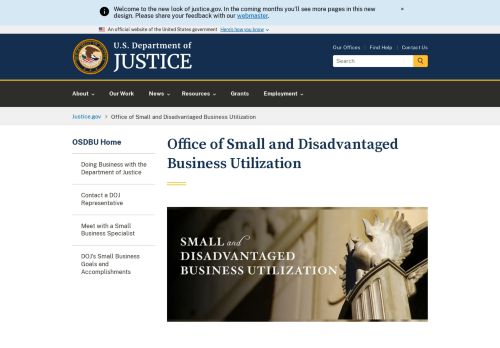 Welcome to the new look of justice.gov. In the coming months you'll see more pages in this new
design. Please share your feedback with our webmaster.
×
An official website of the United States government Here's how you know
U.S. Department of
JUSTICE
Our Offices | Find Help | Contact Us
Search
About Our Work News Resources Grants Employment
Justice.gov > Office of Small and Disadvantaged Business Utilization
OSDBU Home
Doing Business with the
Department of Justice
Contact a DOJ
Representative
Meet with a Small
Business Specialist
DOJ's Small Business
Goals and
Accomplishments
Office of Small and Disadvantaged
Business Utilization
SMALL and
DISADVANTAGED
BUSINESS UTILIZATION